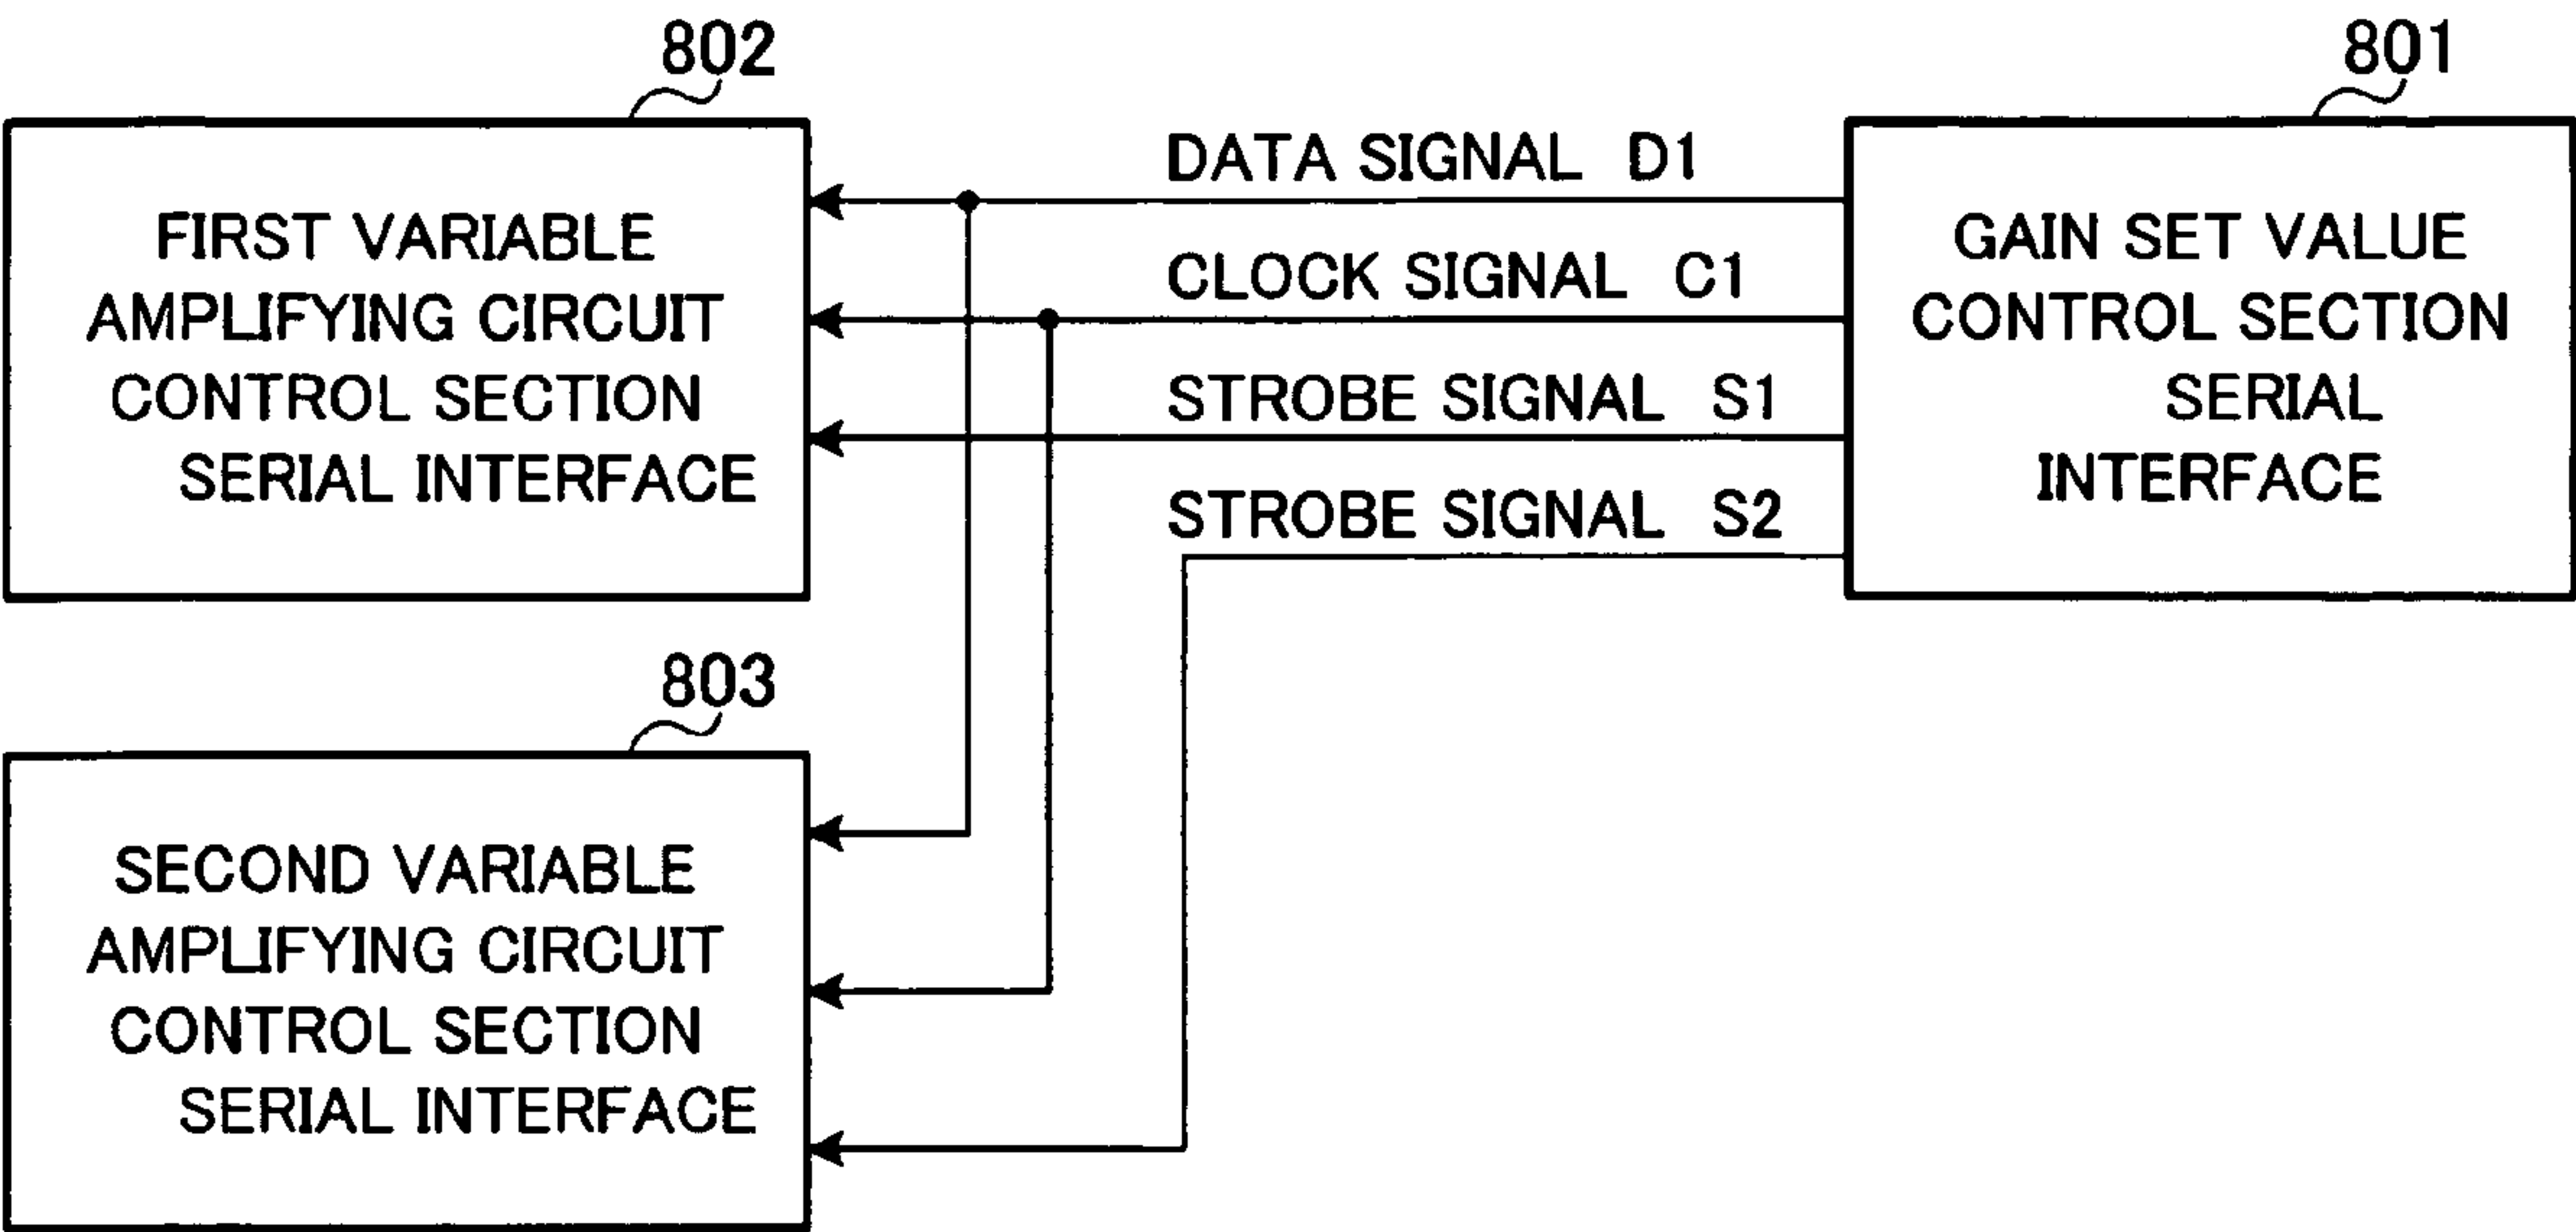 802
FIRST VARIABLE
AMPLIFYING CIRCUIT
CONTROL SECTION
SERIAL INTERFACE
DATA SIGNAL D1
CLOCK SIGNAL C1
STROBE SIGNAL S1
STROBE SIGNAL S2
801
GAIN SET VALUE
CONTROL SECTION
SERIAL
INTERFACE
803
SECOND VARIABLE
AMPLIFYING CIRCUIT
CONTROL SECTION
SERIAL INTERFACE